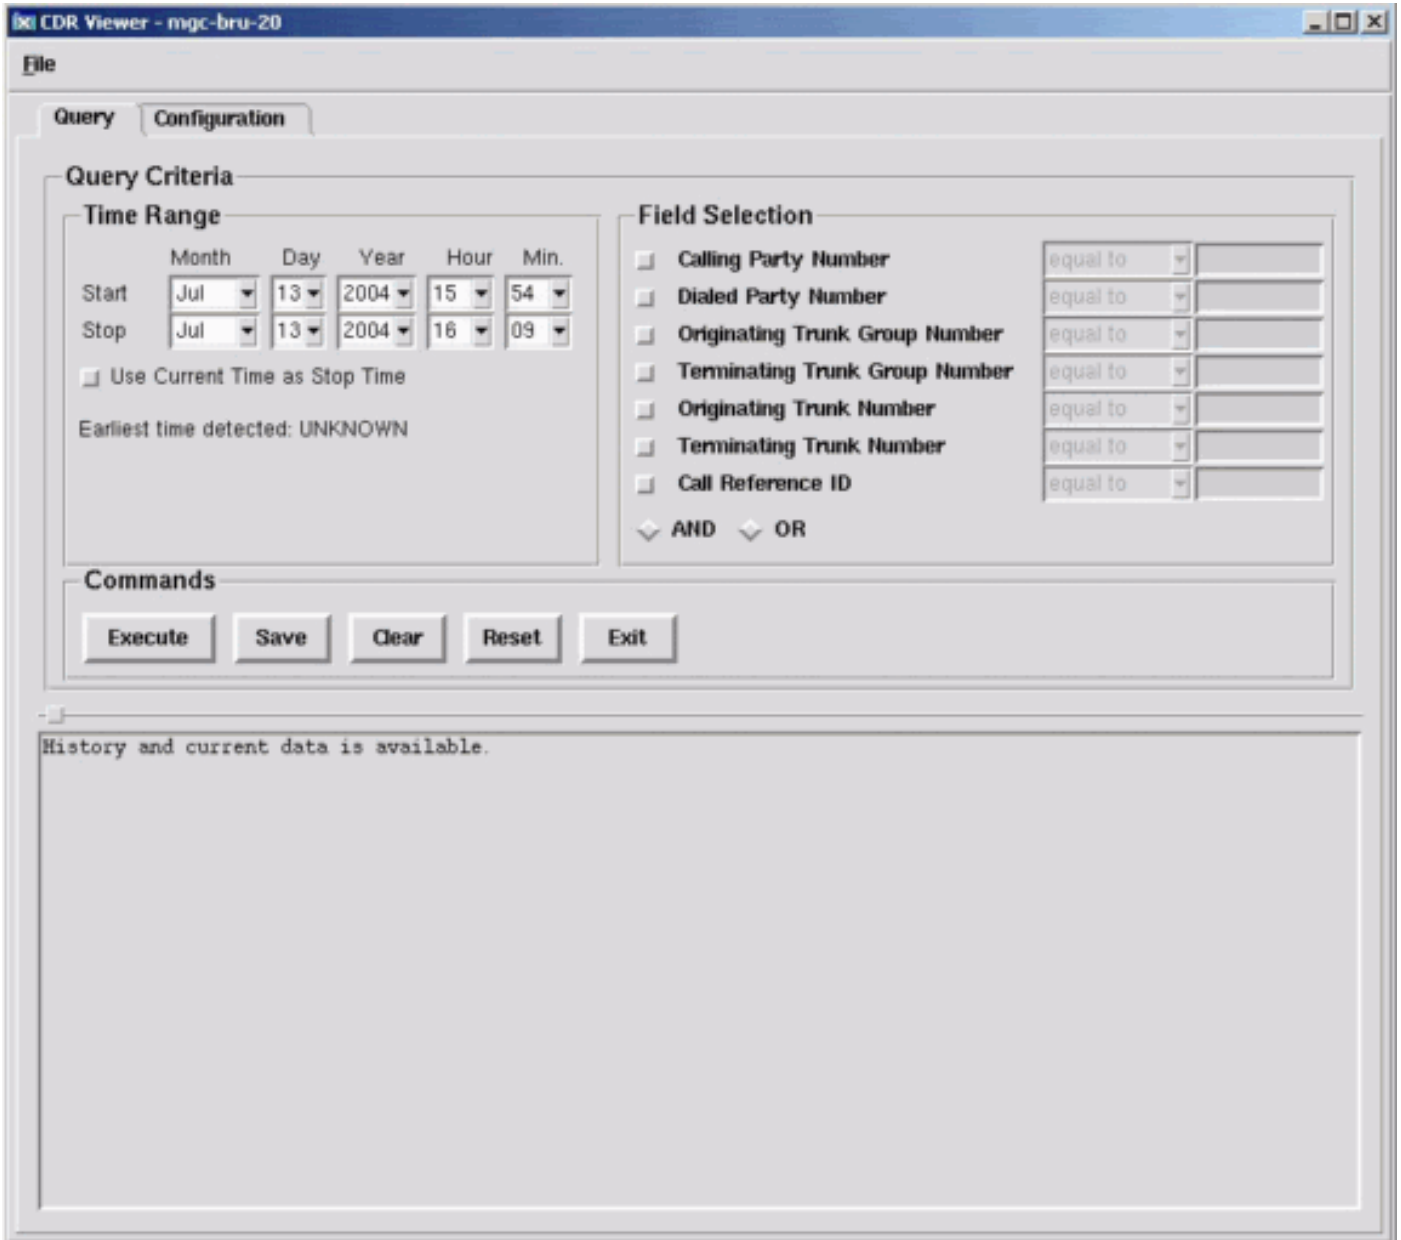 CDR Viewer - mgc-bru-20
File
Query Configuration
Query Criteria
Time Range
Month Day Year Hour Min.
Start Jul 13 2004 15 54
Stop Jul 13 2004 16 09
Use Current Time as Stop Time
Earliest time detected: UNKNOWN
Field Selection
Calling Party Number equal to
Dialed Party Number equal to
Originating Trunk Group Number equal to
Terminating Trunk Group Number equal to
Originating Trunk Number equal to
Terminating Trunk Number equal to
Call Reference ID equal to
AND OR
Commands
Execute Save Clear Reset Exit
History and current data is available.